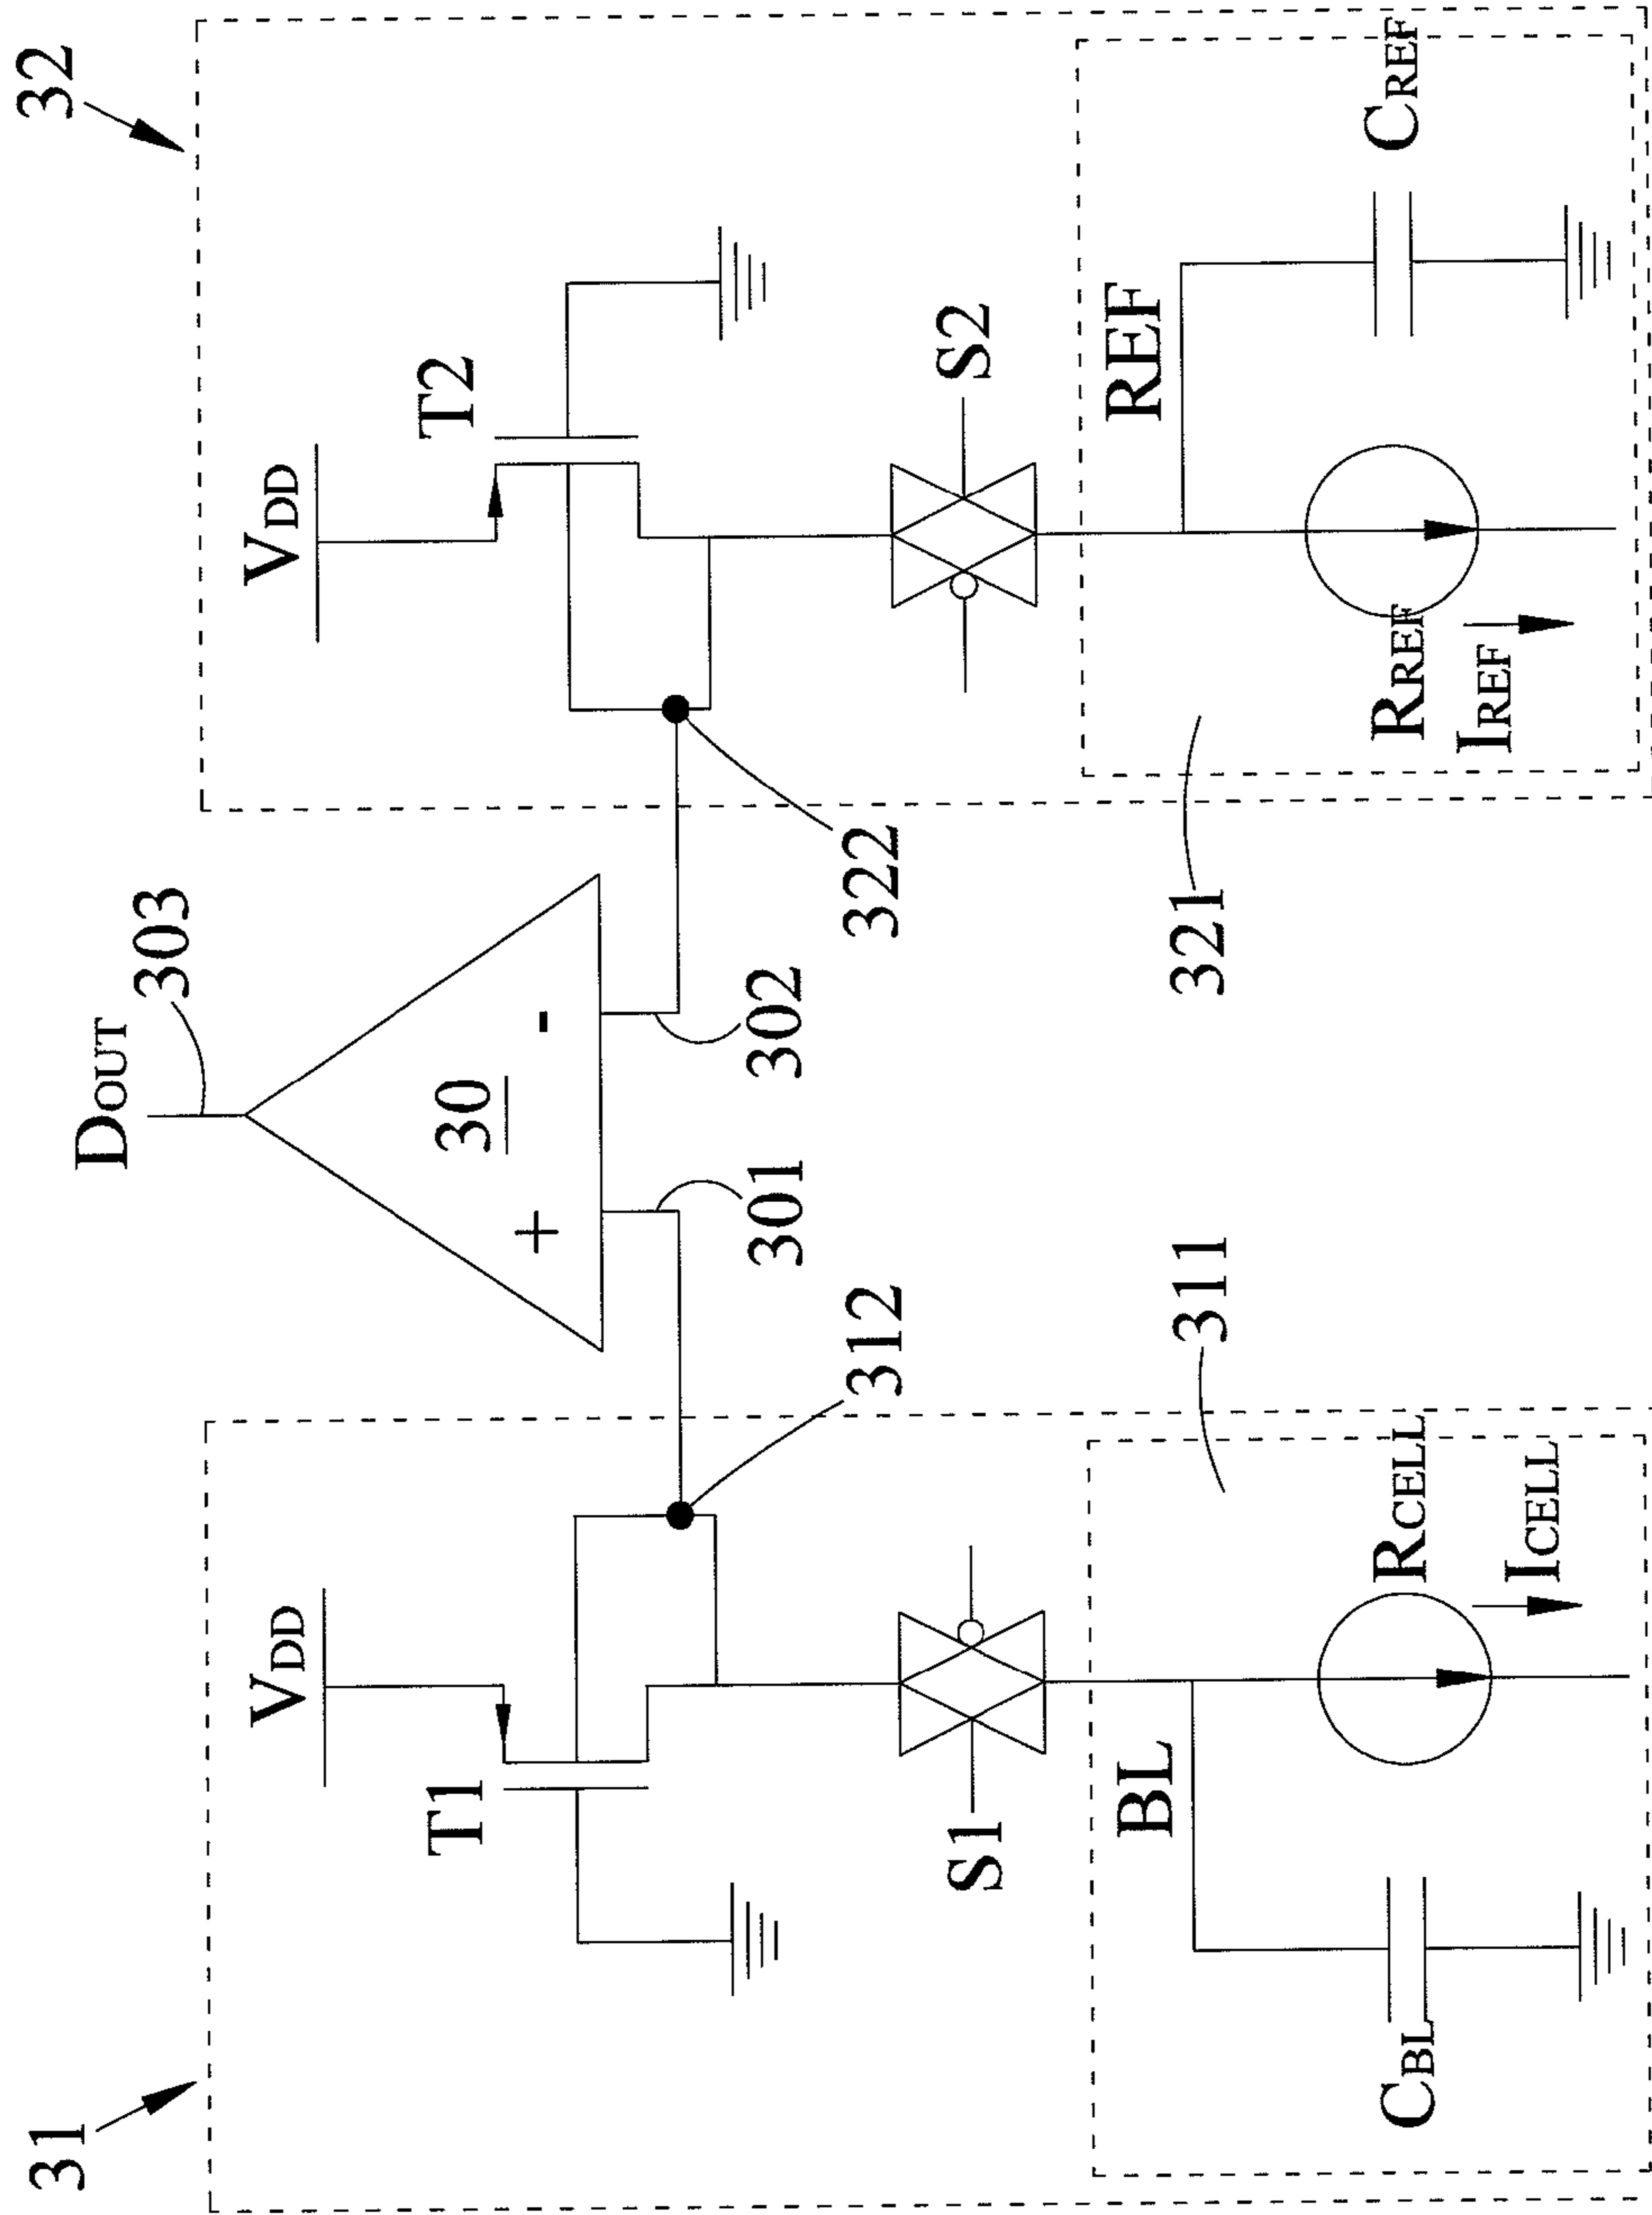 31
32
DOUT
303
VDD
VDD
T1
T2
+
30
-
301
302
312
322
S1
S2
311
321
BL
REF
CBL
RCELL
ICELL
RREF
IREF
CREF